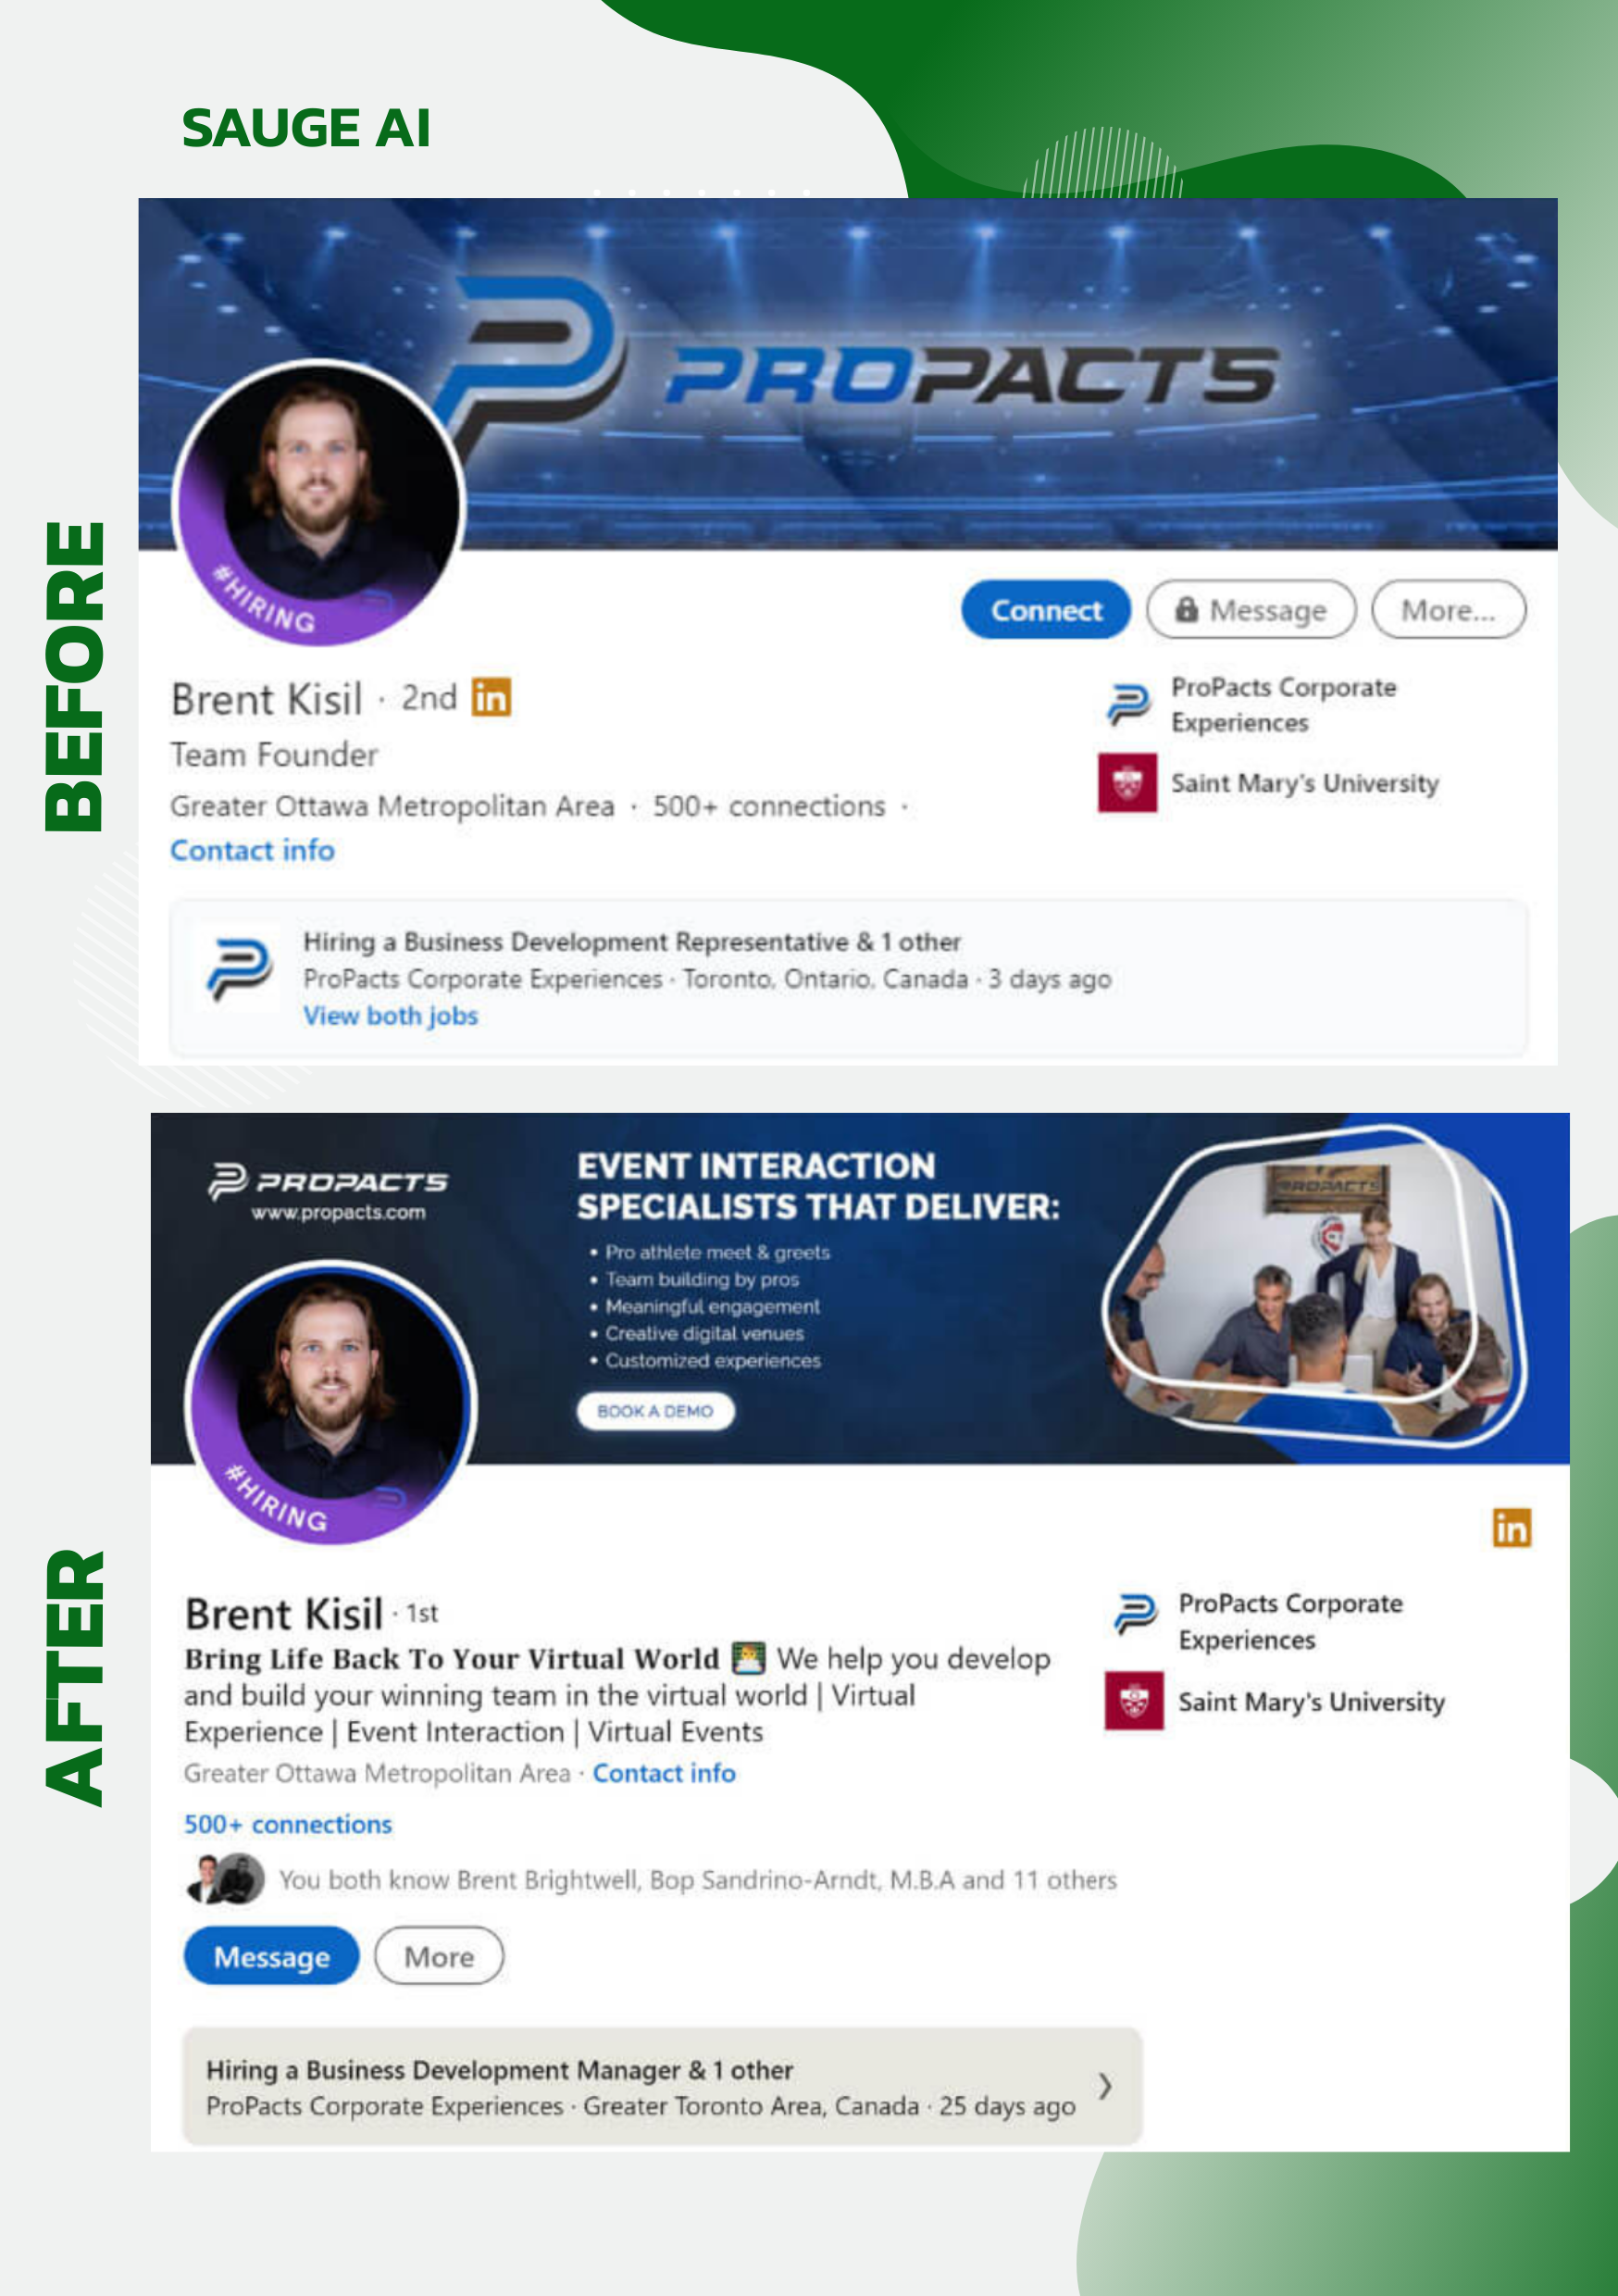 SAUGE AI
BEFORE
PROPACTS
#HIRING
Connect
Message
More...
Brent Kisil · 2nd in
Team Founder
Greater Ottawa Metropolitan Area · 500+ connections ·
Contact info
ProPacts Corporate
Experiences
Saint Mary's University
Hiring a Business Development Representative & 1 other
ProPacts Corporate Experiences · Toronto, Ontario, Canada · 3 days ago
View both jobs
AFTER
PROPACTS
www.propacts.com
EVENT INTERACTION
SPECIALISTS THAT DELIVER:
• Pro athlete meet & greets
• Team building by pros
• Meaningful engagement
• Creative digital venues
• Customized experiences
BOOK A DEMO
PROPACTS
#HIRING
in
Brent Kisil · 1st
Bring Life Back To Your Virtual World 👨‍💻 We help you develop
and build your winning team in the virtual world | Virtual
Experience | Event Interaction | Virtual Events
Greater Ottawa Metropolitan Area · Contact info
500+ connections
You both know Brent Brightwell, Bop Sandrino-Arndt, M.B.A and 11 others
Message
More
ProPacts Corporate
Experiences
Saint Mary's University
Hiring a Business Development Manager & 1 other
ProPacts Corporate Experiences · Greater Toronto Area, Canada · 25 days ago